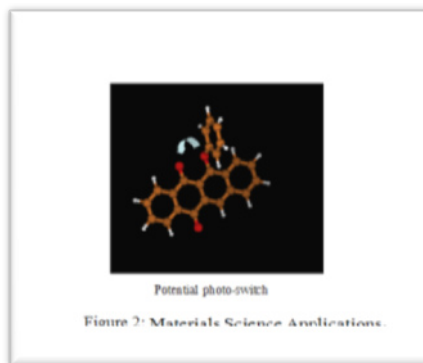 Potential photo-switch
Figure 2: Materials Science Applications.